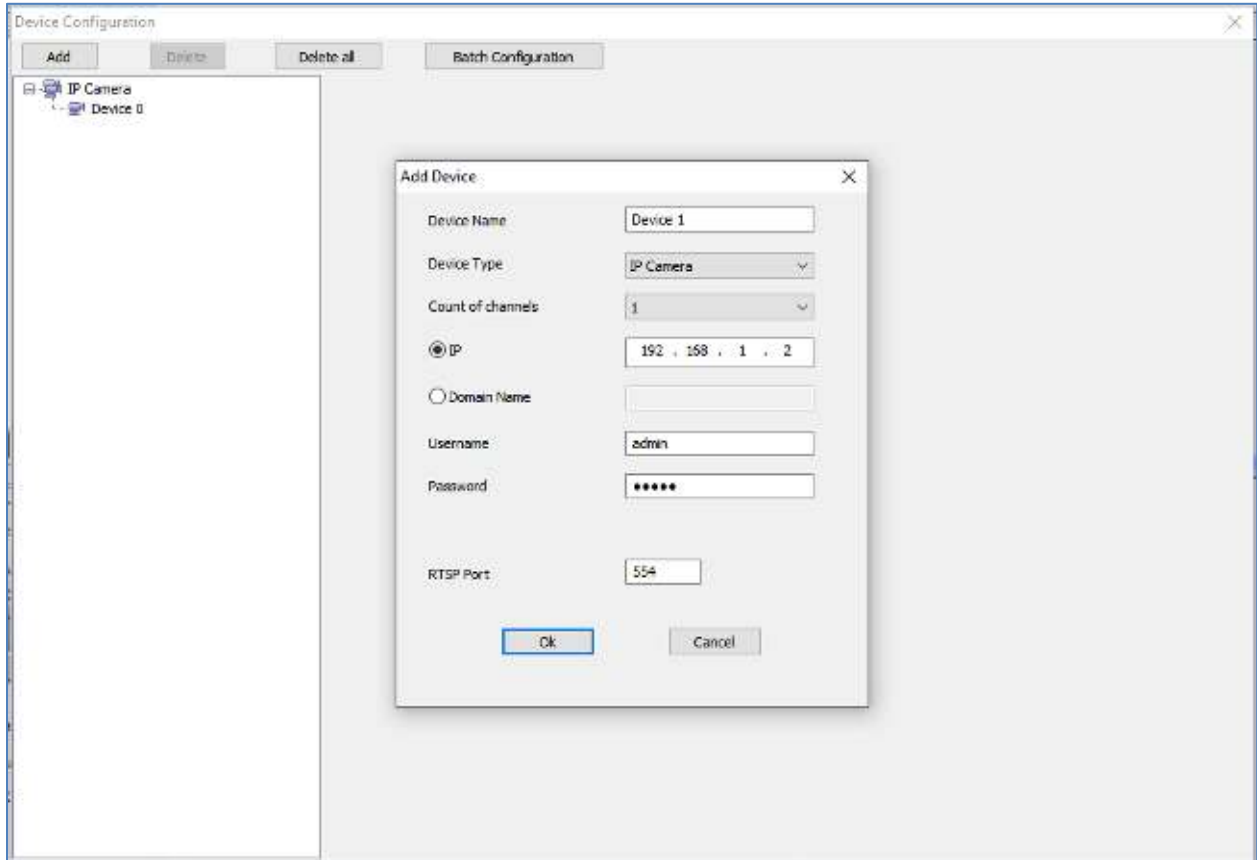 Device Configuration
Add Delete Delete all Batch Configuration
IP Camera
Device 0
Add Device
Device Name Device 1
Device Type IP Camera
Count of channels 1
IP 192 . 168 . 1 . 2
Domain Name
Username admin
Password •••••
RTSP Port 554
Ok Cancel